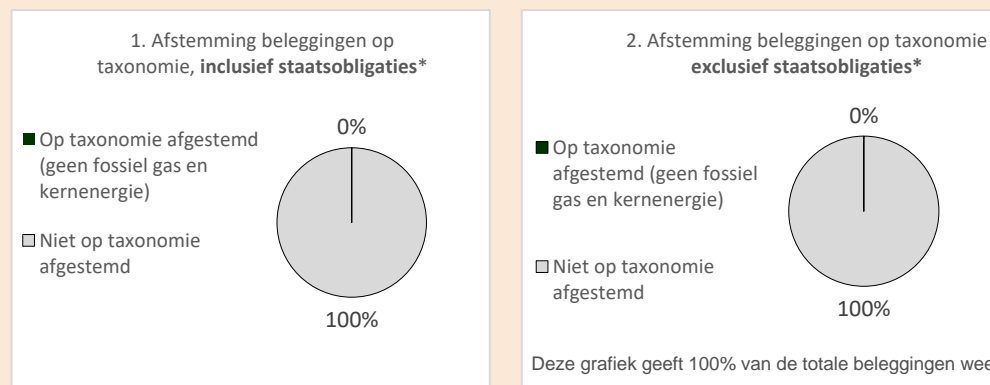 1. Afstemming beleggingen op
taxonomie, inclusief staatsobligaties*
Op taxonomie afgestemd
(geen fossiel gas en
kernenergie)
Niet op taxonomie
afgestemd
0%
100%
2. Afstemming beleggingen op taxonomie
exclusief staatsobligaties*
Op taxonomie
afgestemd (geen fossiel
gas en kernenergie)
Niet op taxonomie
afgestemd
0%
100%
Deze grafiek geeft 100% van de totale beleggingen